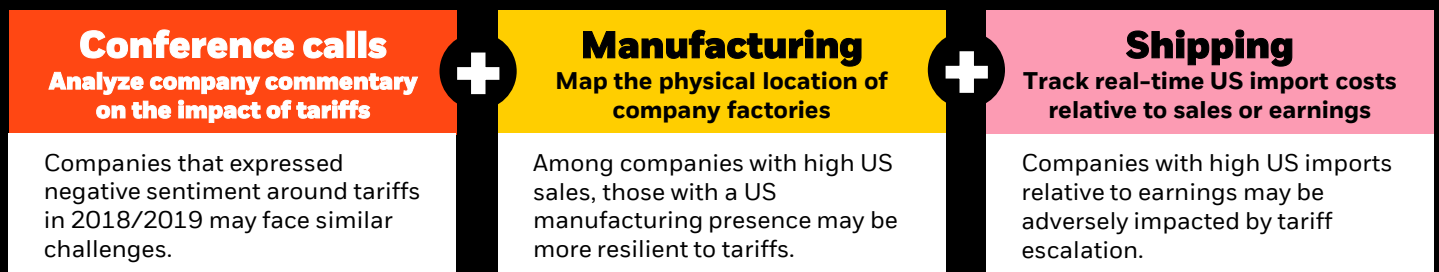 Conference calls
Analyze company commentary
on the impact of tariffs
Companies that expressed
negative sentiment around tariffs
in 2018/2019 may face similar
challenges.
+
Manufacturing
Map the physical location of
company factories
Among companies with high US
sales, those with a US
manufacturing presence may be
more resilient to tariffs.
+
Shipping
Track real-time US import costs
relative to sales or earnings
Companies with high US imports
relative to earnings may be
adversely impacted by tariff
escalation.